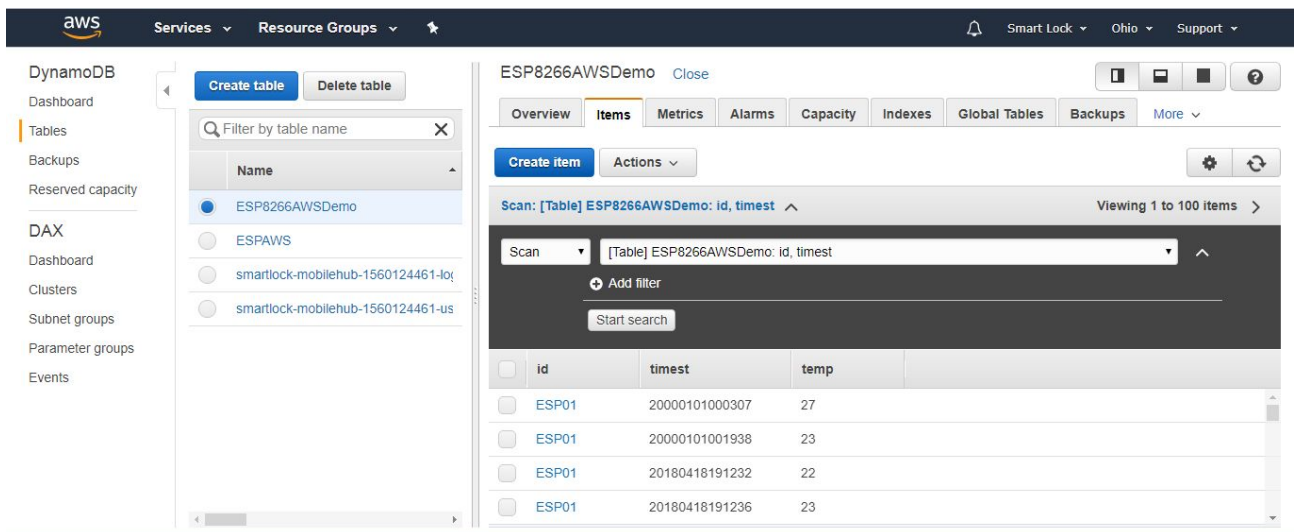 aws Services Resource Groups Smart Lock Ohio Support
DynamoDB
Dashboard
Tables
Backups
Reserved capacity
DAX
Dashboard
Clusters
Subnet groups
Parameter groups
Events
Create table Delete table
Filter by table name
Name
ESP8266AWSDemo
ESPAWS
smartlock-mobilehub-1560124461-log
smartlock-mobilehub-1560124461-us
ESP8266AWSDemo Close
Overview Items Metrics Alarms Capacity Indexes Global Tables Backups More
Create item Actions
Scan: [Table] ESP8266AWSDemo: id, timest Viewing 1 to 100 items
Scan [Table] ESP8266AWSDemo: id, timest
Add filter
Start search
id timest temp
ESP01 20000101000307 27
ESP01 20000101001938 23
ESP01 20180418191232 22
ESP01 20180418191236 23